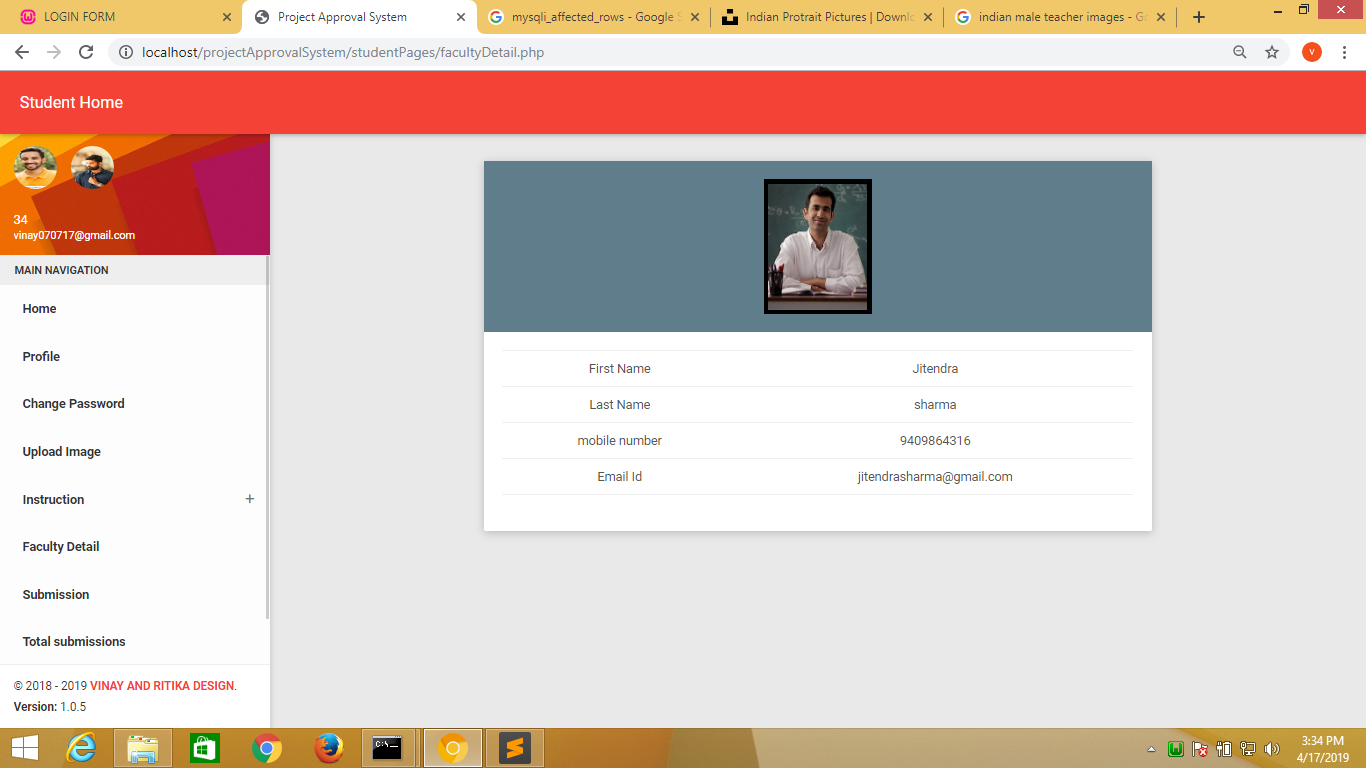 LOGIN FORM
Project Approval System
mysqli_affected_rows - Google S
Indian Protrait Pictures | Downlo
indian male teacher images - Go
localhost/projectApprovalSystem/studentPages/facultyDetail.php
V
Student Home
34
vinay070717@gmail.com
MAIN NAVIGATION
Home
Profile
Change Password
Upload Image
Instruction +
Faculty Detail
Submission
Total submissions
© 2018 - 2019 VINAY AND RITIKA DESIGN.
Version: 1.0.5
First Name Jitendra
Last Name sharma
mobile number 9409864316
Email Id jitendrasharma@gmail.com
C:\_
3:34 PM
4/17/2019